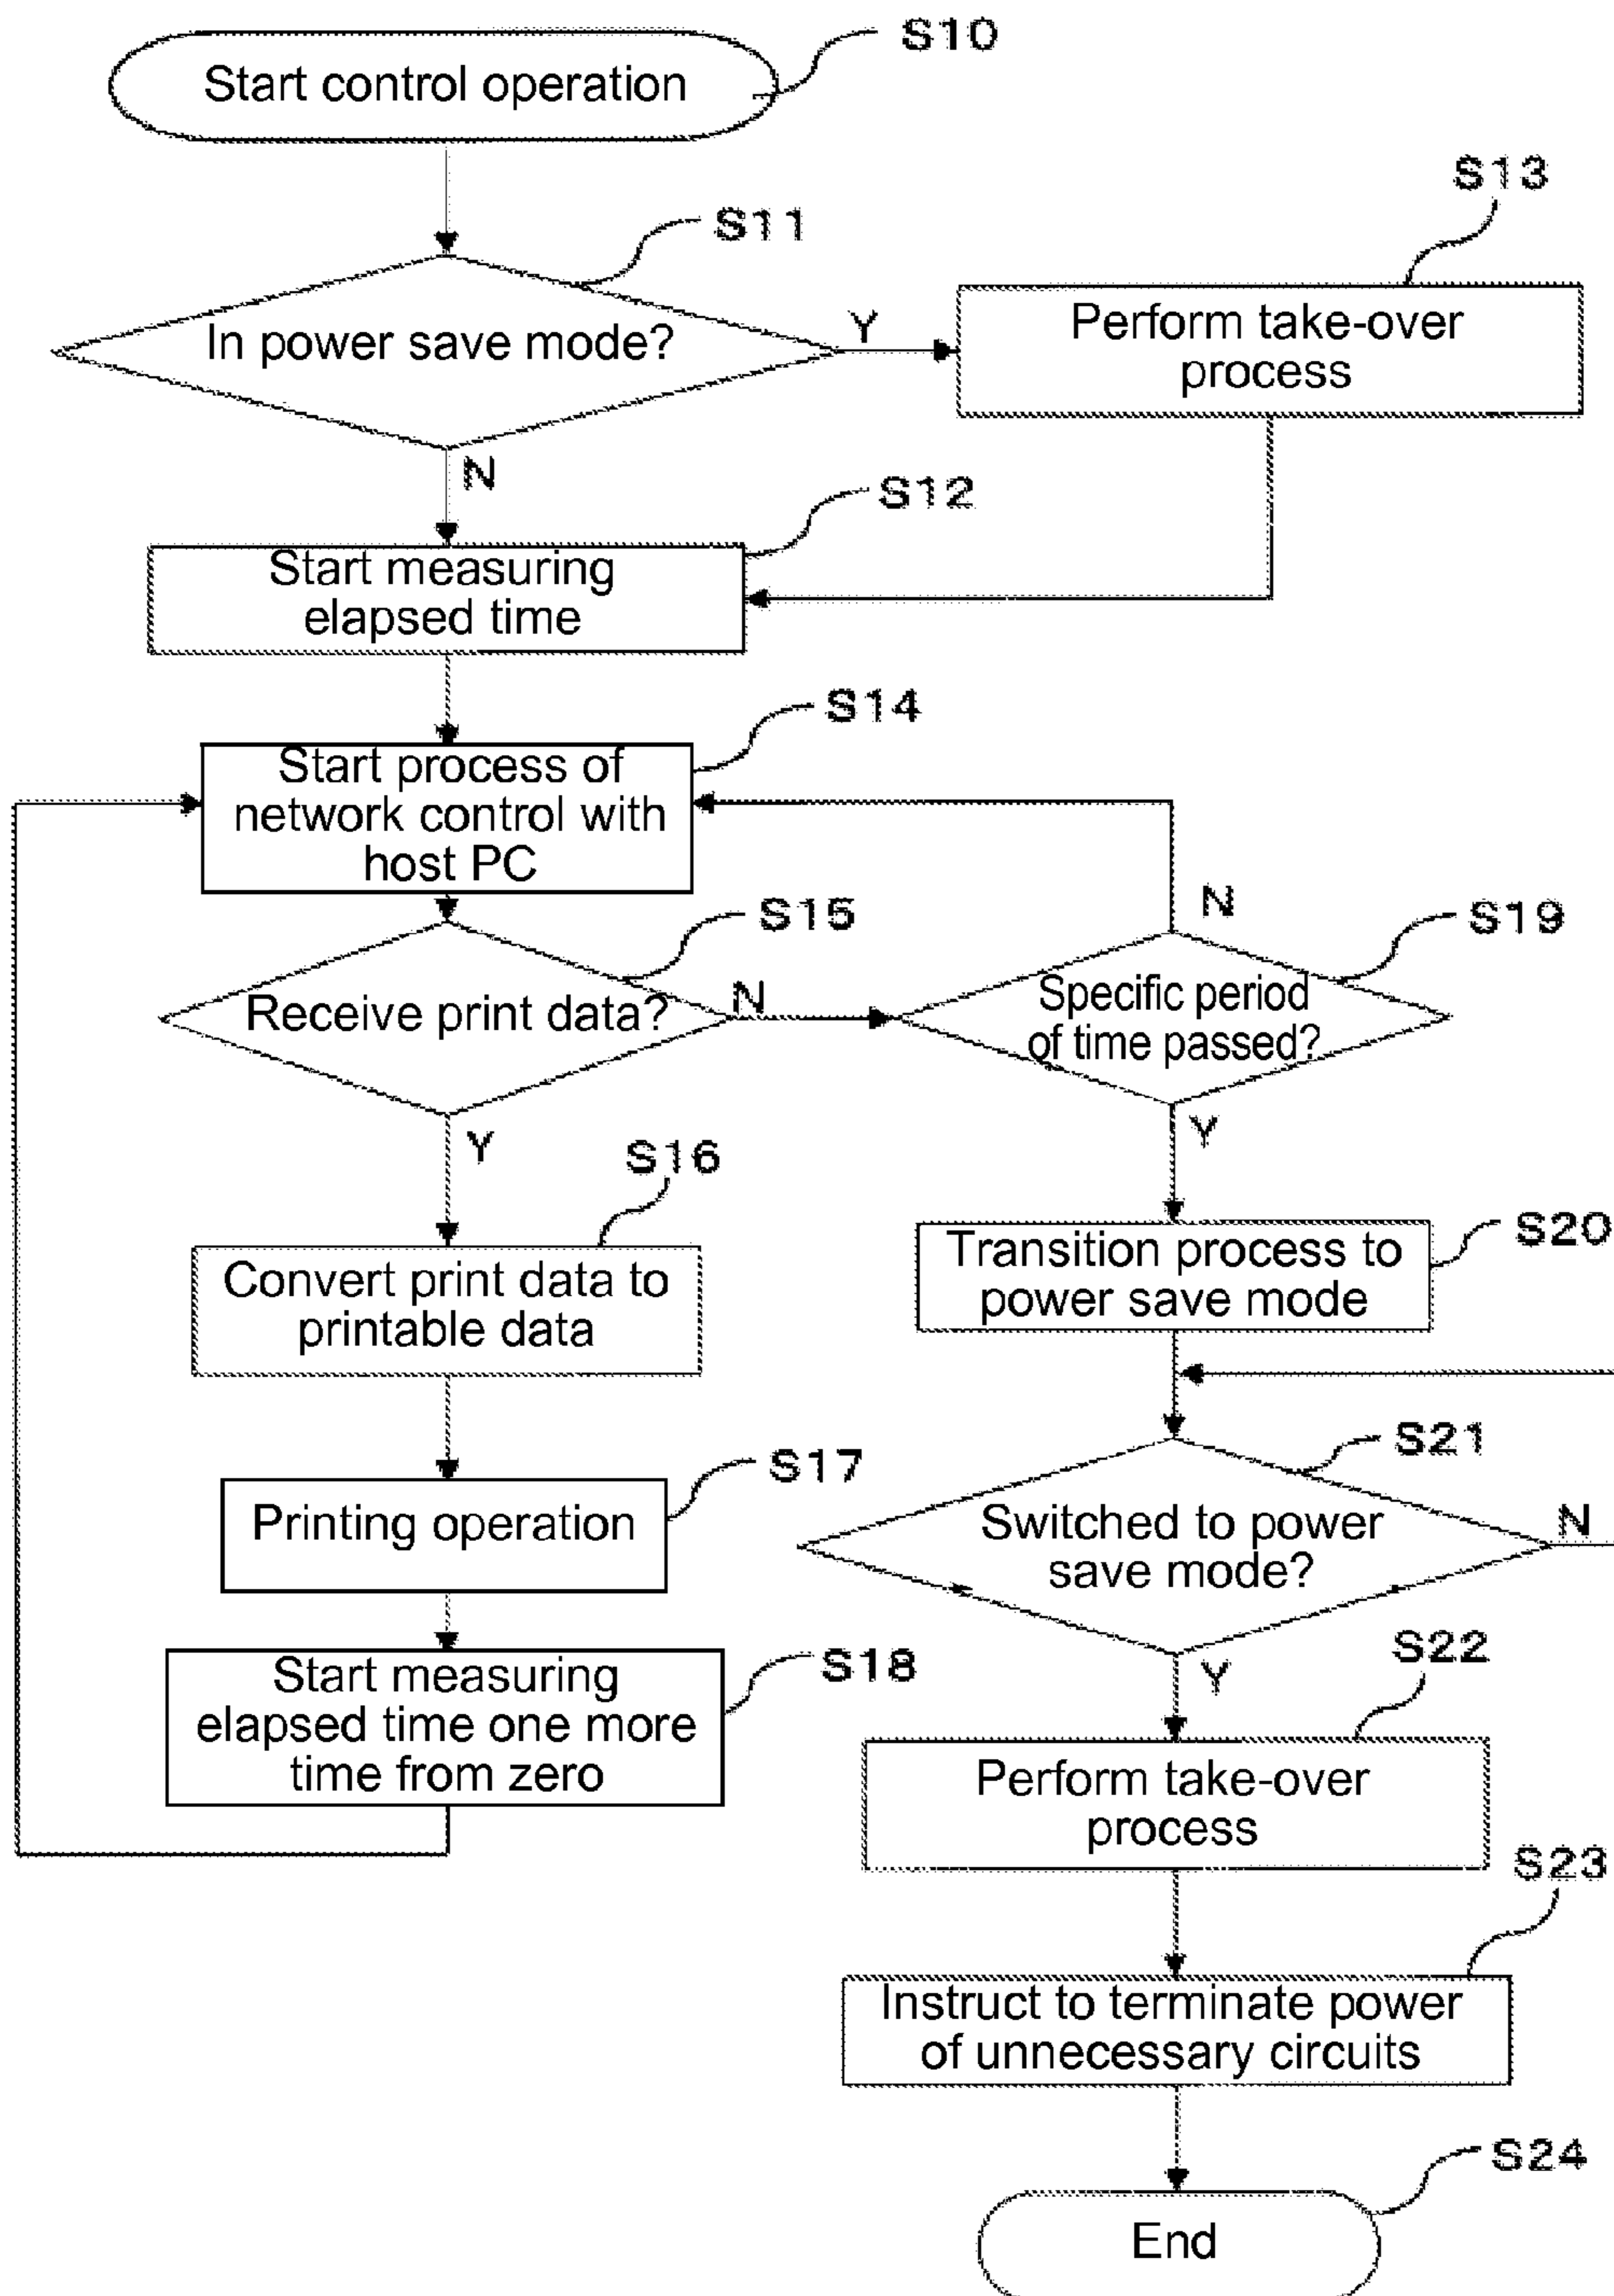 S10
Start control operation
S13
S11
In power save mode?
Y
Perform take-over
process
N
S12
Start measuring
elapsed time
S14
Start process of
network control with
host PC
N
S15
S19
Receive print data?
N
Specific period
of time passed?
Y
Y
S16
S20
Convert print data to
printable data
Transition process to
power save mode
S21
S17
Printing operation
Switched to power
save mode?
N
S22
S18
Y
Start measuring
elapsed time one more
time from zero
Perform take-over
process
S23
Instruct to terminate power
of unnecessary circuits
S24
End